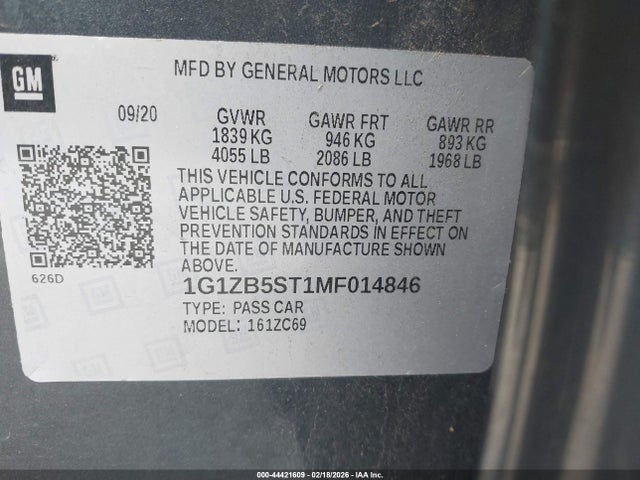 GM
MFD BY GENERAL MOTORS LLC
09/20 GVWR GAWR FRT GAWR RR
1839 KG 946 KG 893 KG
4055 LB 2086 LB 1968 LB
THIS VEHICLE CONFORMS TO ALL
APPLICABLE U.S. FEDERAL MOTOR
VEHICLE SAFETY, BUMPER, AND THEFT
PREVENTION STANDARDS IN EFFECT ON
THE DATE OF MANUFACTURE SHOWN
ABOVE.
626D
1G1ZB5ST1MF014846
TYPE: PASS CAR
MODEL: 161ZC69
000-44421609 - 02/18/2026 - IAA Inc.